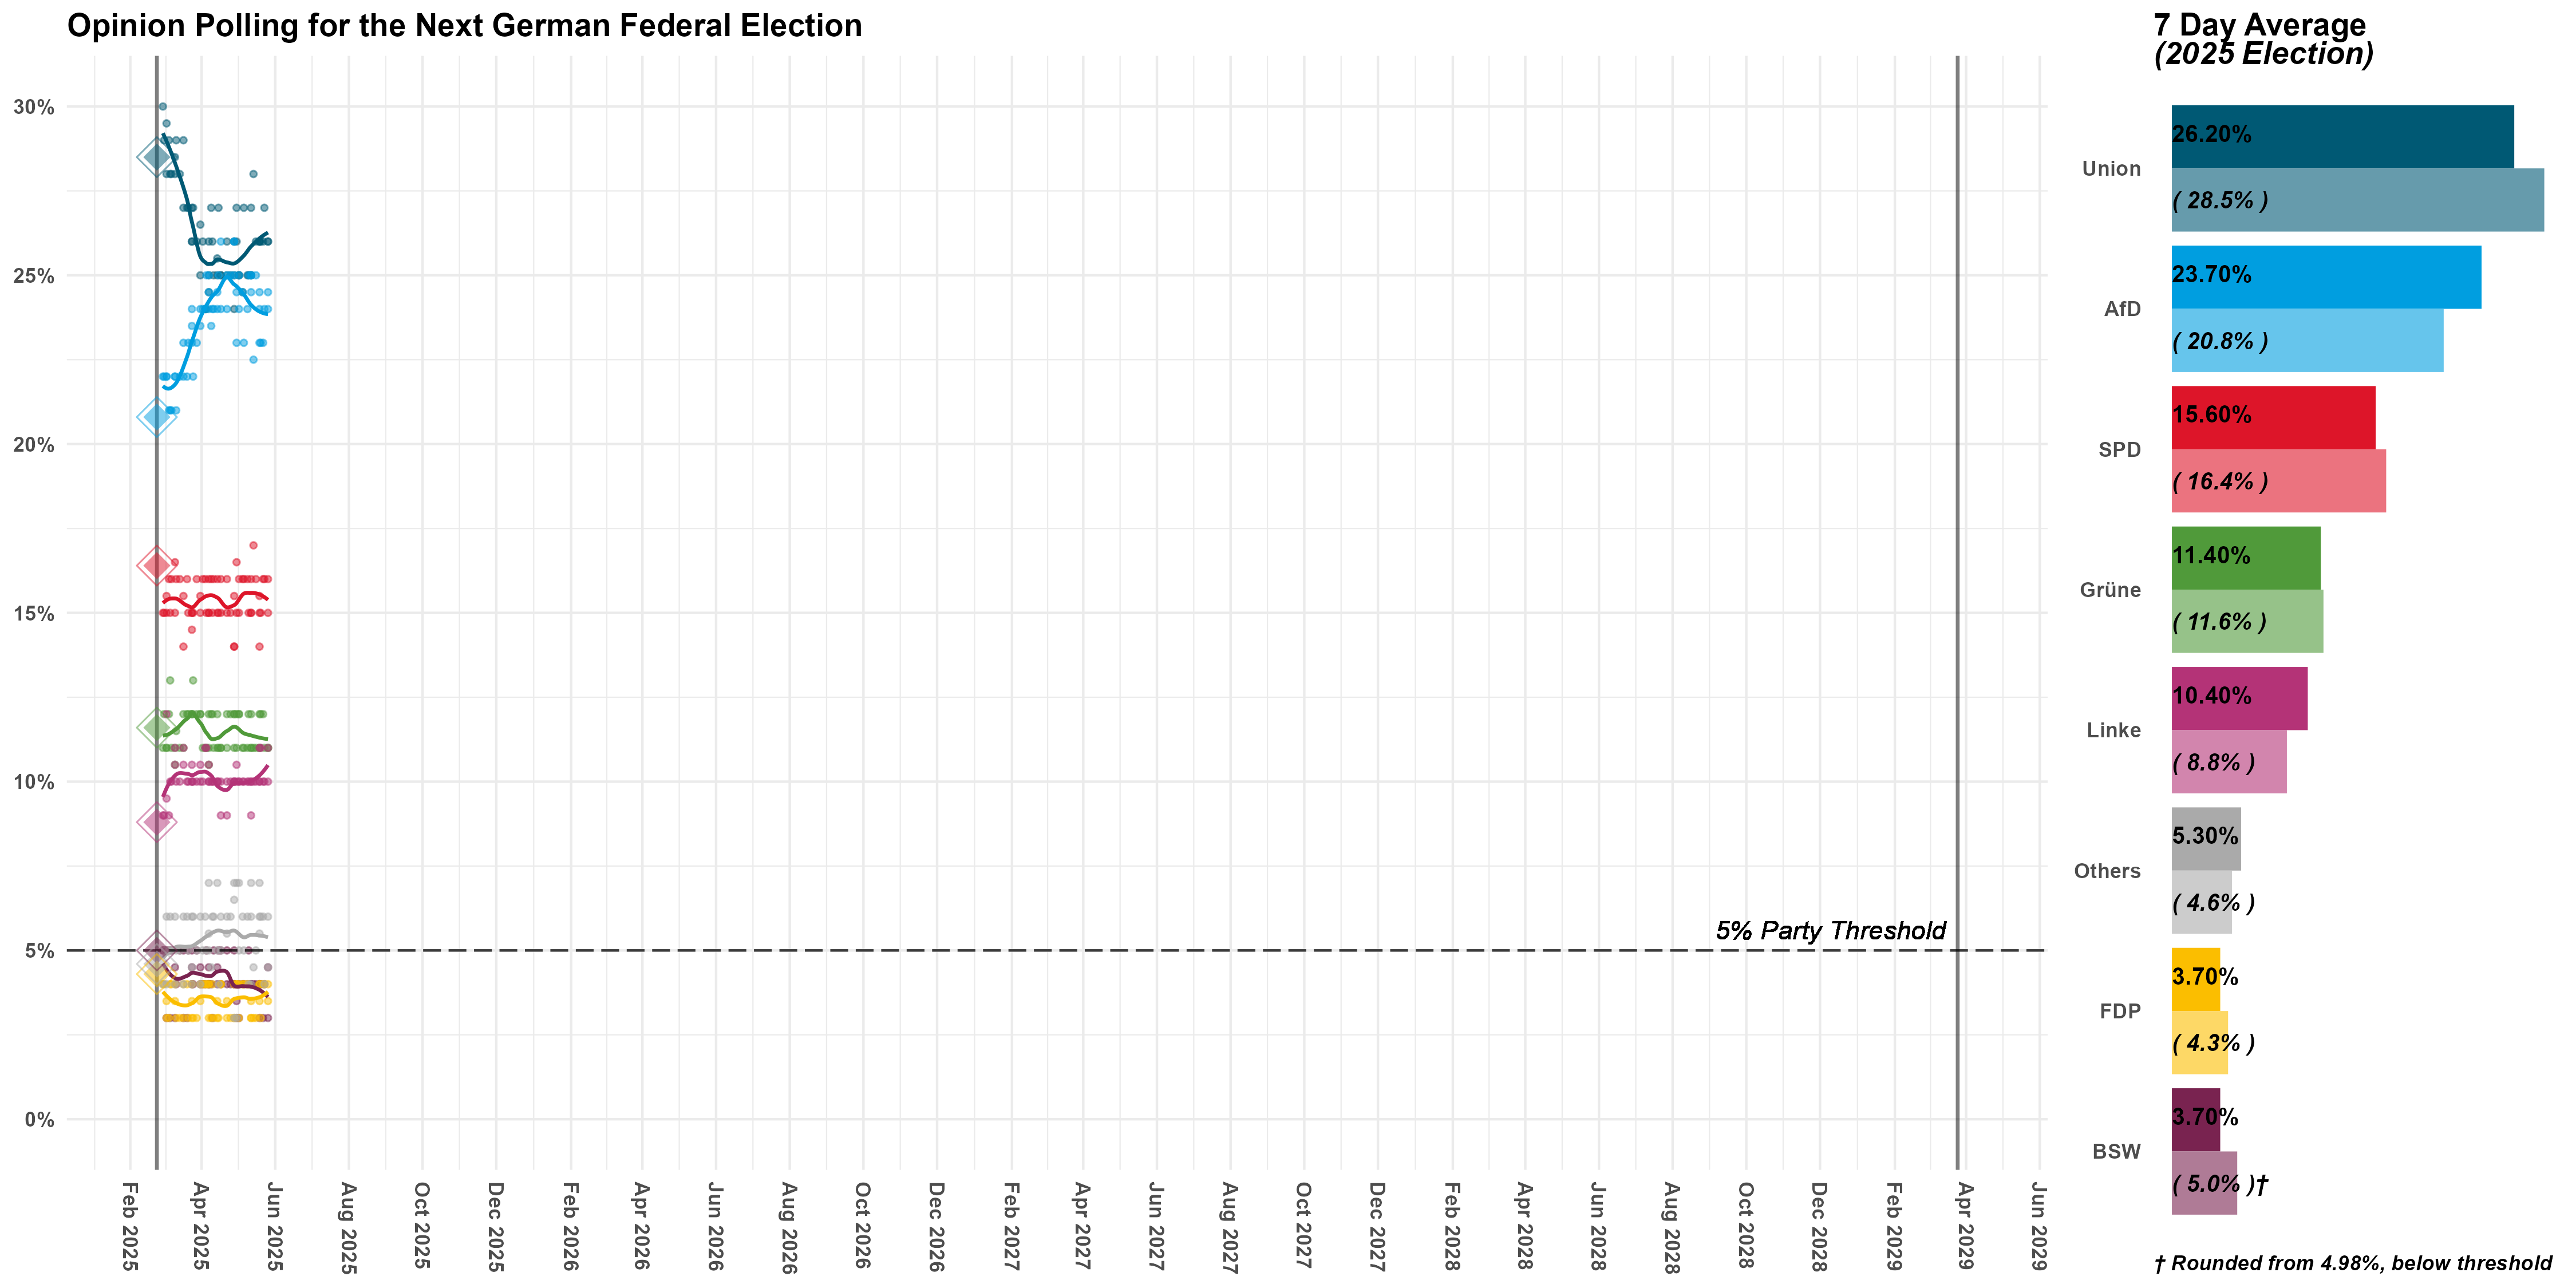 Opinion Polling for the Next German Federal Election
7 Day Average
(2025 Election)
30%
25%
20%
15%
10%
5%
0%
5% Party Threshold
Feb 2025
Apr 2025
Jun 2025
Aug 2025
Oct 2025
Dec 2025
Feb 2026
Apr 2026
Jun 2026
Aug 2026
Oct 2026
Dec 2026
Feb 2027
Apr 2027
Jun 2027
Aug 2027
Oct 2027
Dec 2027
Feb 2028
Apr 2028
Jun 2028
Aug 2028
Oct 2028
Dec 2028
Feb 2029
Apr 2029
Jun 2029
Union
26.20%
( 28.5% )
AfD
23.70%
( 20.8% )
SPD
15.60%
( 16.4% )
Grüne
11.40%
( 11.6% )
Linke
10.40%
( 8.8% )
Others
5.30%
( 4.6% )
FDP
3.70%
( 4.3% )
BSW
3.70%
( 5.0% )†
† Rounded from 4.98%, below threshold